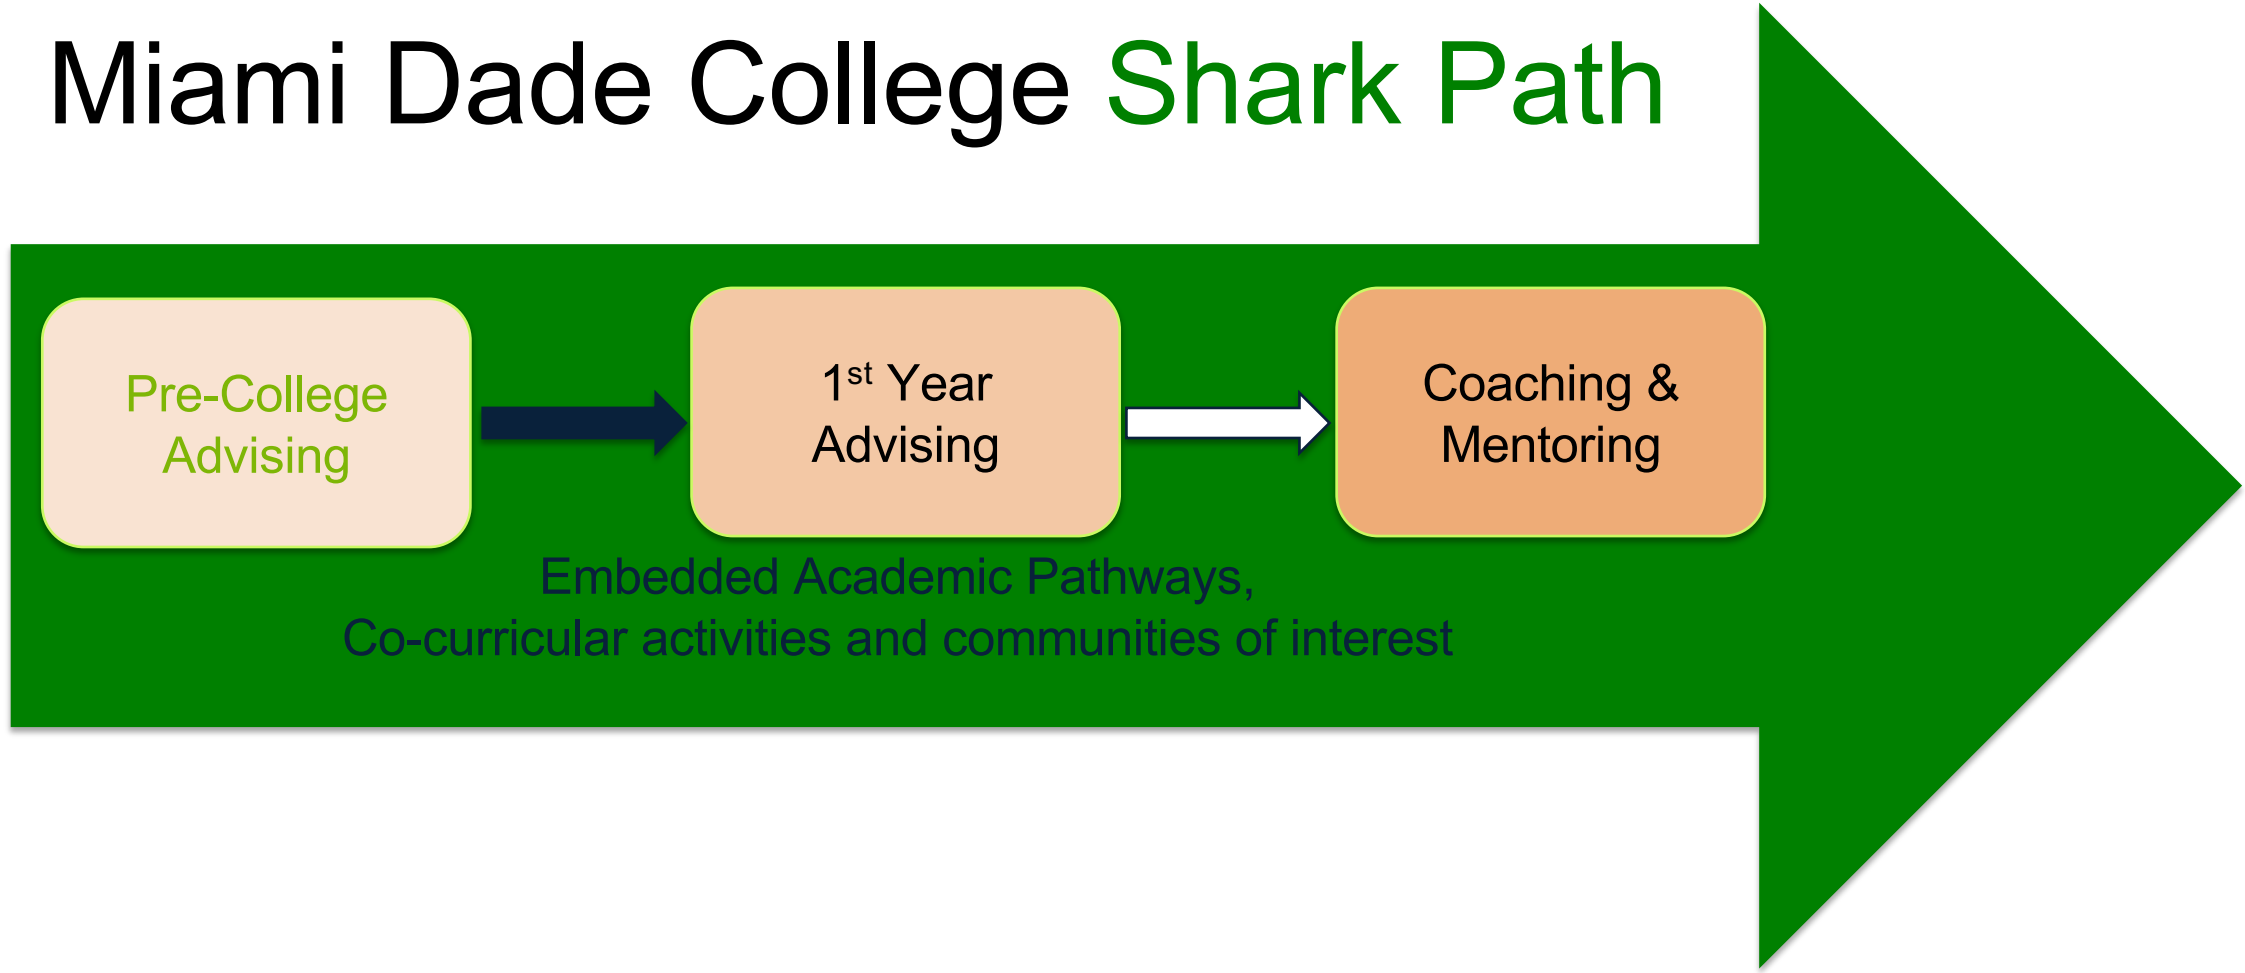 Miami Dade College Shark Path
Pre-College
Advising
1st Year
Advising
Coaching &
Mentoring
Embedded Academic Pathways,
Co-curricular activities and communities of interest